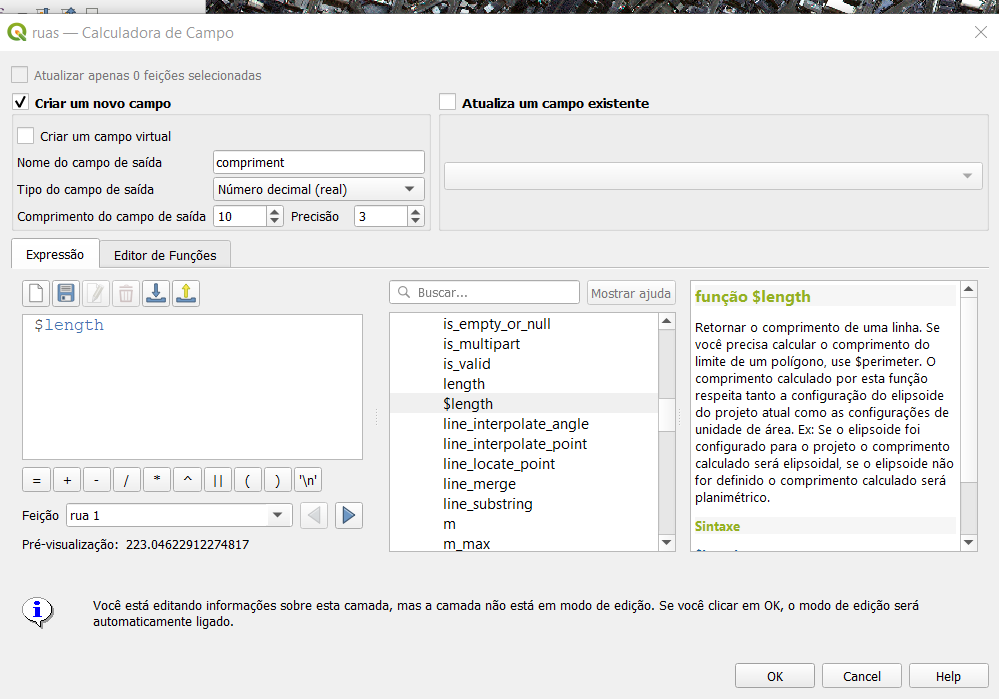 ruas — Calculadora de Campo
Atualizar apenas 0 feições selecionadas
Criar um novo campo
Atualiza um campo existente
Criar um campo virtual
Nome do campo de saída
compriment
Tipo do campo de saída
Número decimal (real)
Comprimento do campo de saída
10
Precisão
3
Expressão
Editor de Funções
$length
=
+
-
/
*
^
||
(
)
'\n'
Feição
rua 1
Pré-visualização: 223.04622912274817
Buscar...
Mostrar ajuda
is_empty_or_null
is_multipart
is_valid
length
$length
line_interpolate_angle
line_interpolate_point
line_locate_point
line_merge
line_substring
m
m_max
função $length
Retornar o comprimento de uma linha. Se
você precisa calcular o comprimento do
limite de um polígono, use $perimeter. O
comprimento calculado por esta função
respeita tanto a configuração do elipsoide
do projeto atual como as configurações de
unidade de área. Ex: Se o elipsoide foi
configurado para o projeto o comprimento
calculado será elipsoidal, se o elipsoide não
for definido o comprimento calculado será
planimétrico.
Sintaxe
Você está editando informações sobre esta camada, mas a camada não está em modo de edição. Se você clicar em OK, o modo de edição será
automaticamente ligado.
OK
Cancel
Help